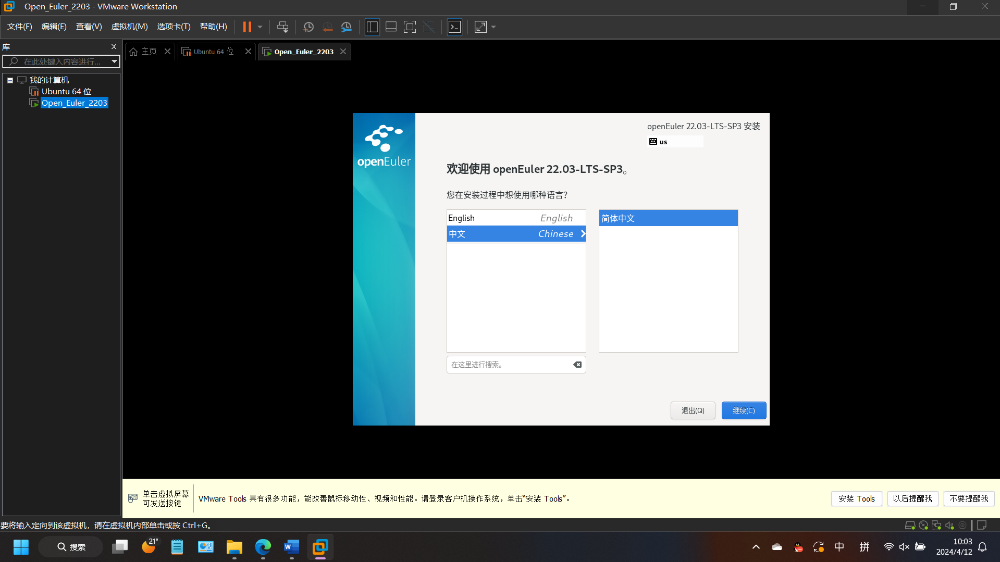 Open_Euler_2203 - VMware Workstation
文件(F) 编辑(E) 查看(V) 虚拟机(M) 选项卡(T) 帮助(H)
库
在此处键入内容进行...
我的计算机
Ubuntu 64 位
Open_Euler_2203
主页
Ubuntu 64 位
Open_Euler_2203
openEuler
openEuler 22.03-LTS-SP3 安装
us
欢迎使用 openEuler 22.03-LTS-SP3。
您在安装过程中想使用哪种语言?
English English
中文 Chinese
简体中文
在这里进行搜索。
退出(Q) 继续(C)
单击虚拟屏幕
可发送按键
VMware Tools 具有很多功能，能改善鼠标移动性、视频和性能。请登录客户机操作系统，单击“安装 Tools”。
安装 Tools 以后提醒我 不要提醒我
要将输入定向到该虚拟机，请在虚拟机内部单击或按 Ctrl+G。
搜索
21°
中 拼
10:03
2024/4/12